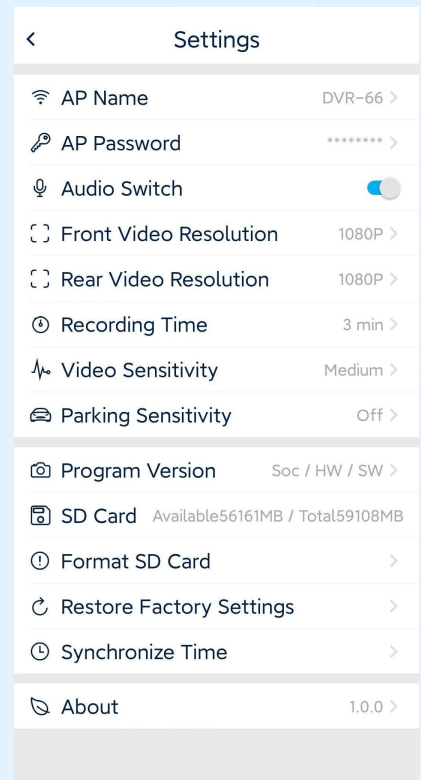 Settings
AP Name DVR-66
AP Password ********
Audio Switch
Front Video Resolution 1080P
Rear Video Resolution 1080P
Recording Time 3 min
Video Sensitivity Medium
Parking Sensitivity Off
Program Version Soc / HW / SW
SD Card Available56161MB / Total59108MB
Format SD Card
Restore Factory Settings
Synchronize Time
About 1.0.0